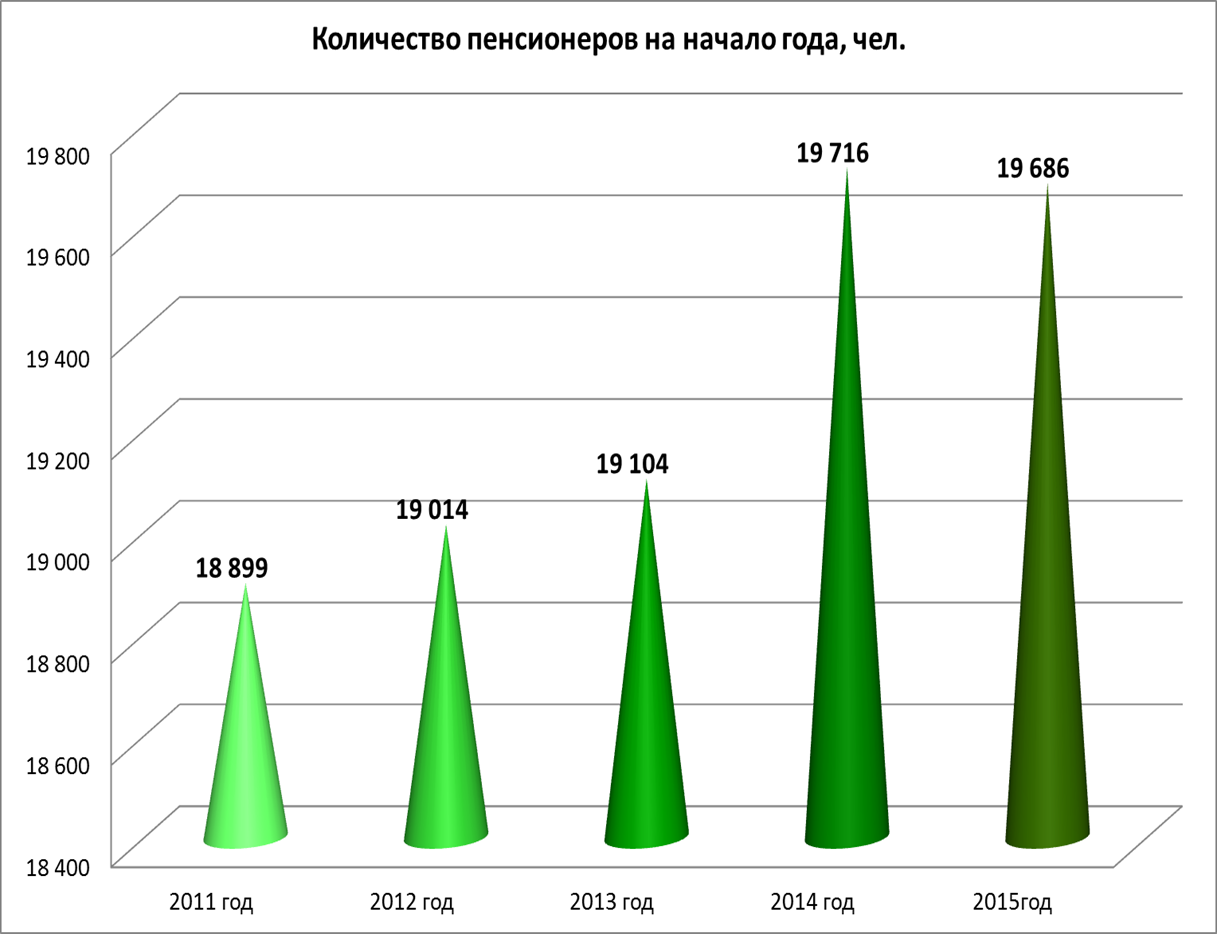 Количество пенсионеров на начало года, чел.
19 800
19 600
19 400
19 200
19 000
18 800
18 600
18 400
18 899
19 014
19 104
19 716
19 686
2011 год
2012 год
2013 год
2014 год
2015год